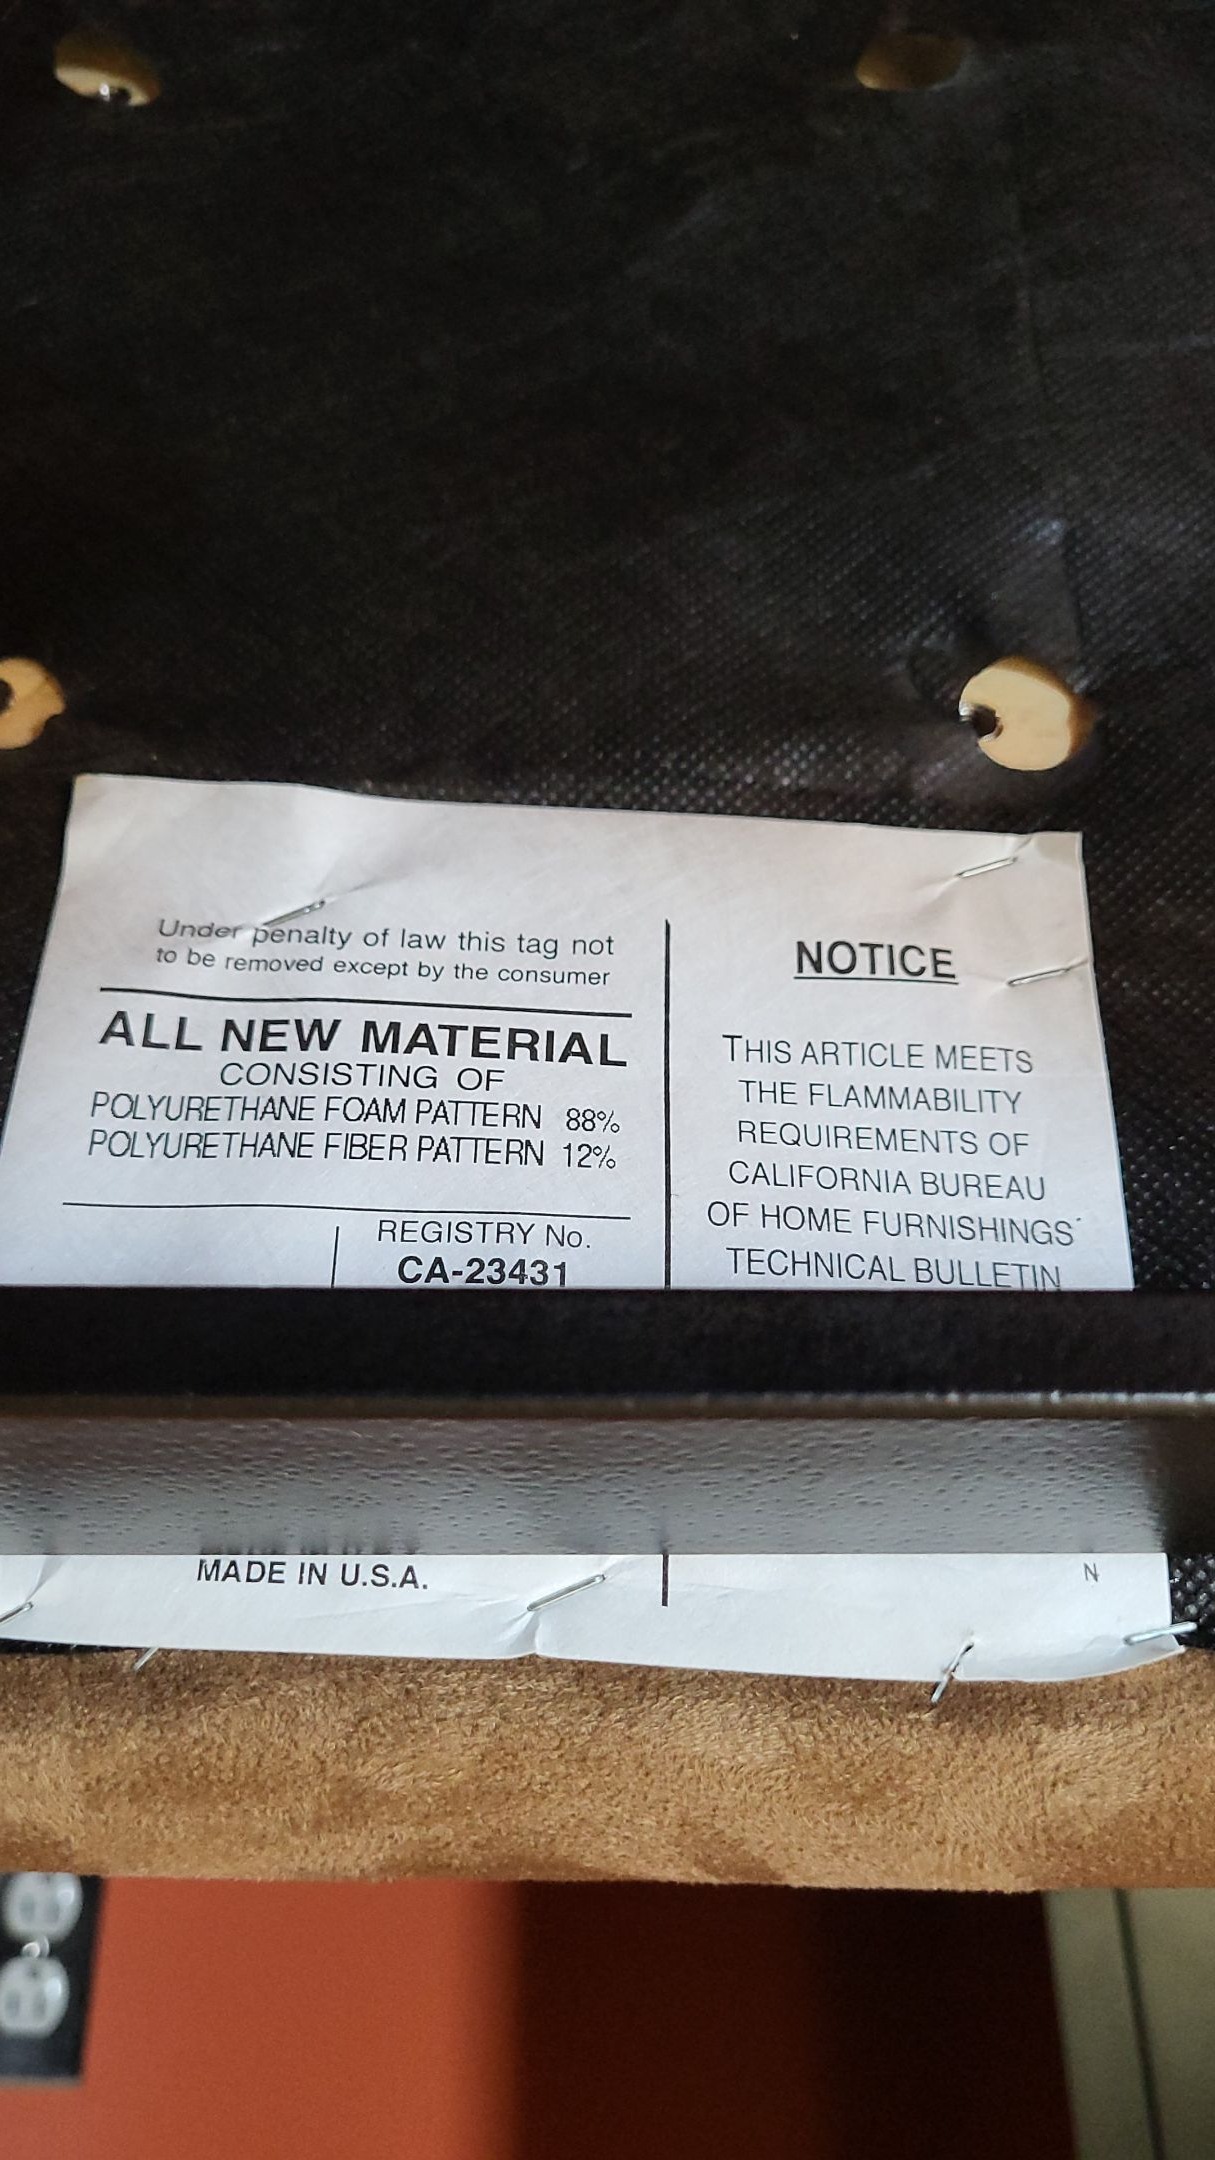 Under penalty of law this tag not
to be removed except by the consumer
ALL NEW MATERIAL
CONSISTING OF
POLYURETHANE FOAM PATTERN 88%
POLYURETHANE FIBER PATTERN 12%
REGISTRY No.
CA-23431
MADE IN U.S.A.
NOTICE
THIS ARTICLE MEETS
THE FLAMMABILITY
REQUIREMENTS OF
CALIFORNIA BUREAU
OF HOME FURNISHINGS'
TECHNICAL BULLETIN
N